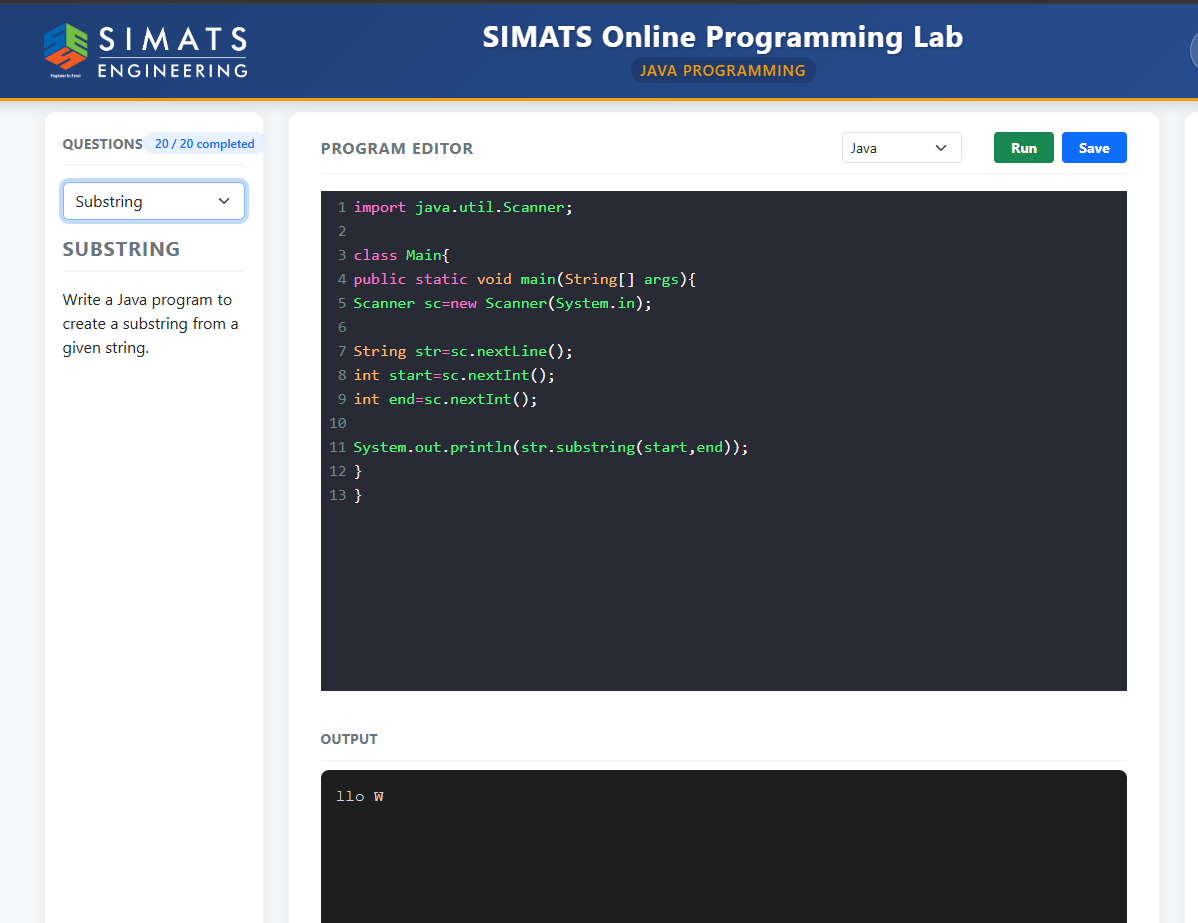 SIMATS
ENGINEERING
Engineer to Excel
SIMATS Online Programming Lab
JAVA PROGRAMMING
QUESTIONS 20 / 20 completed
Substring
SUBSTRING
Write a Java program to
create a substring from a
given string.
PROGRAM EDITOR
Java
Run
Save
1 import java.util.Scanner;
2
3 class Main{
4 public static void main(String[] args){
5 Scanner sc=new Scanner(System.in);
6
7 String str=sc.nextLine();
8 int start=sc.nextInt();
9 int end=sc.nextInt();
10
11 System.out.println(str.substring(start,end));
12 }
13 }
OUTPUT
llo W